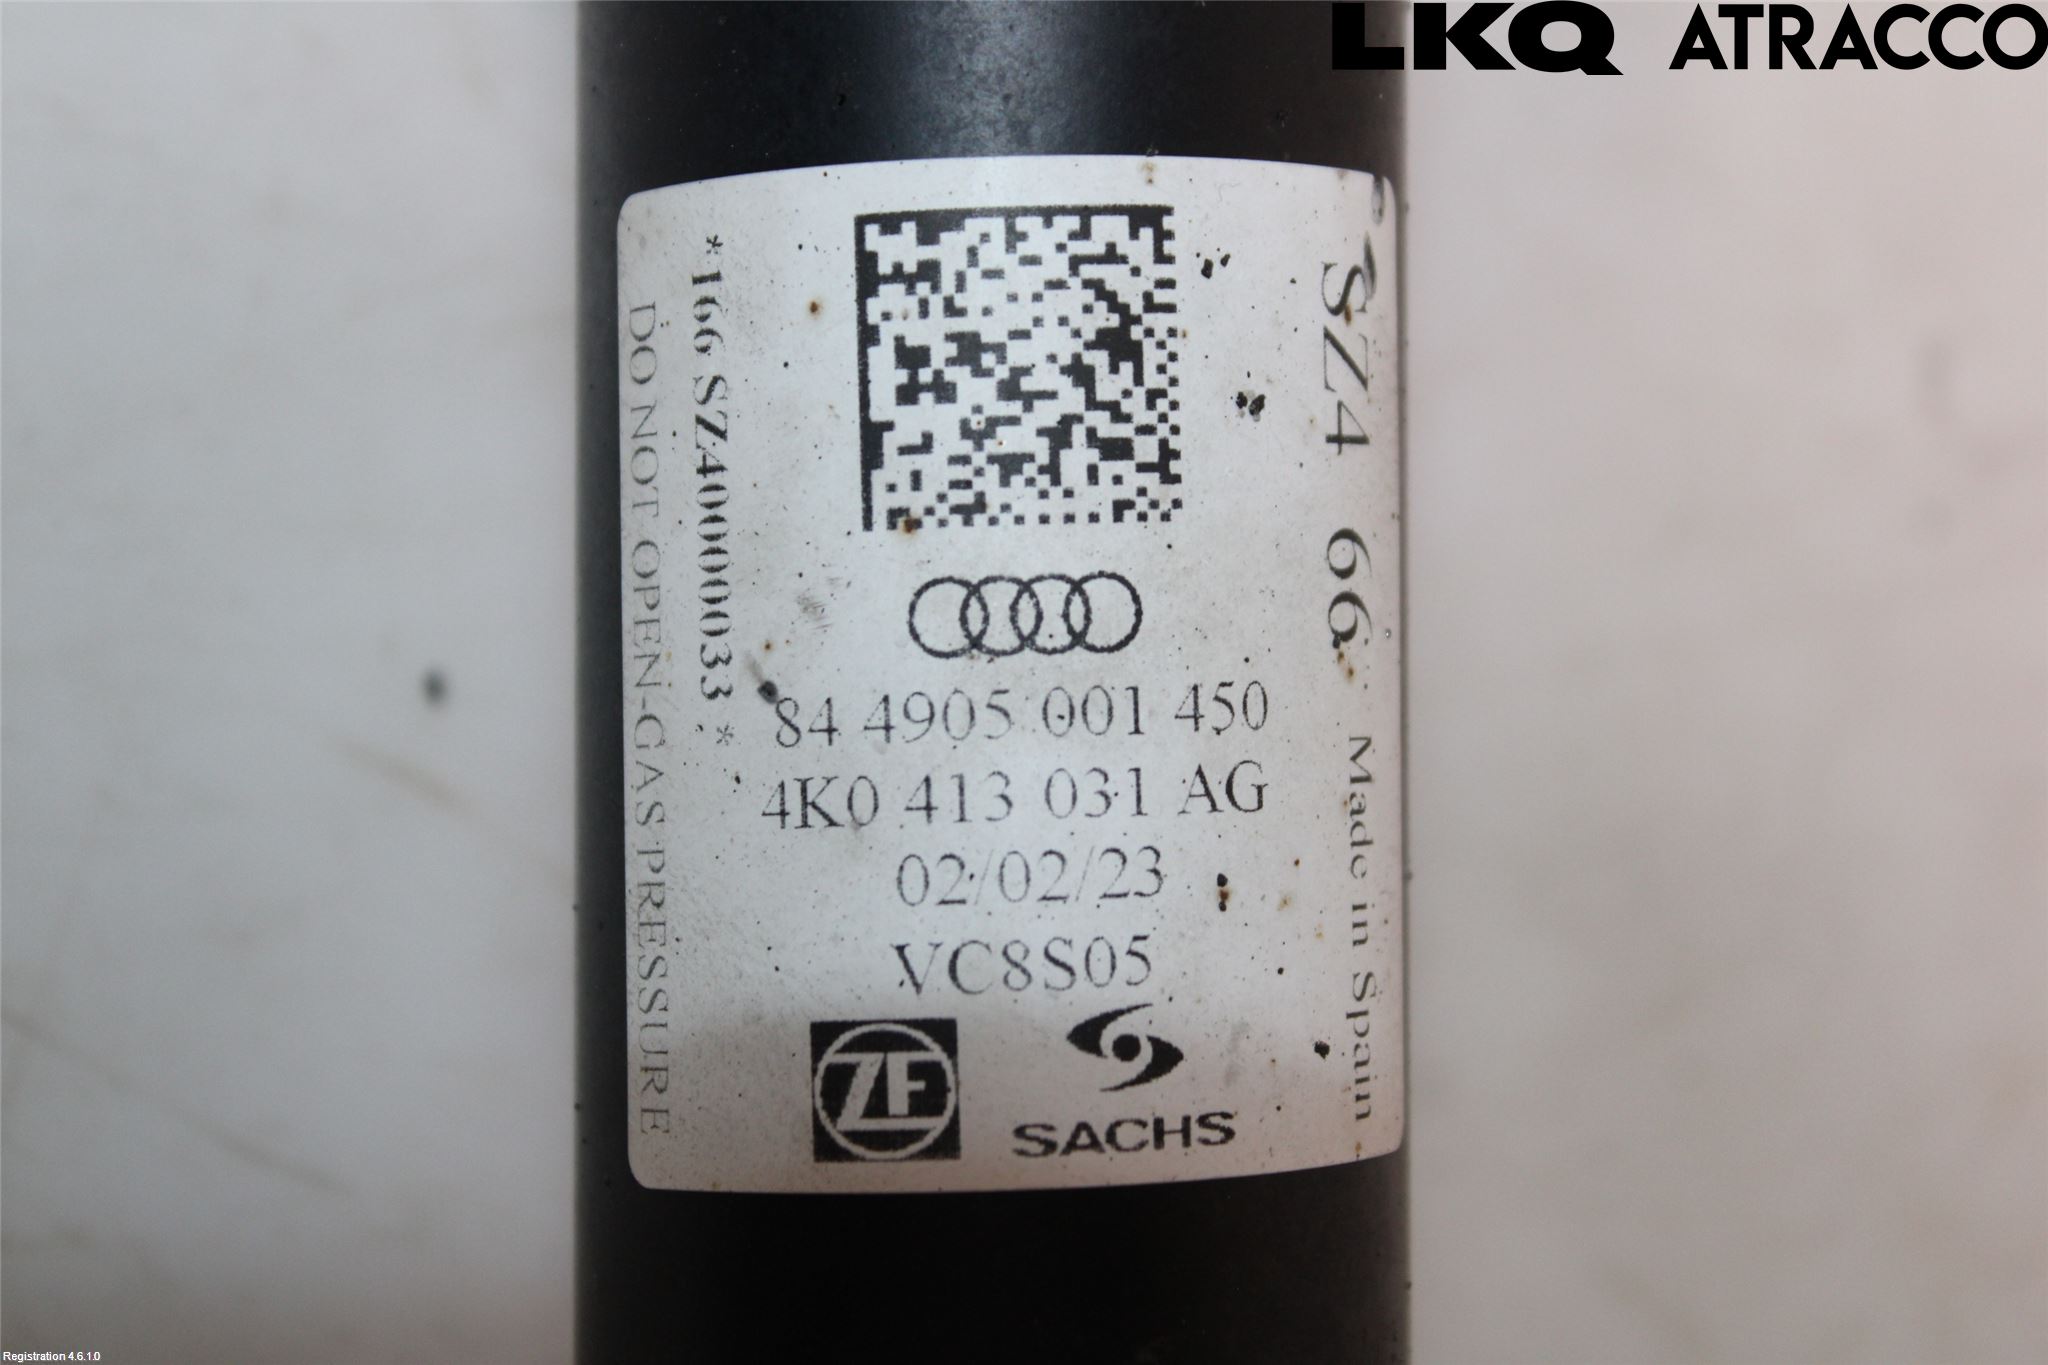 LKQ ATRACCO
DO NOT OPEN-GAS PRESSURE
*166 SZ4000033*
84 4905 001 450
4K0 413 031 AG
02/02/23
VC8S05
ZF
SACHS
SZ4 66 Made in Spain
Registration 4.6.1.0